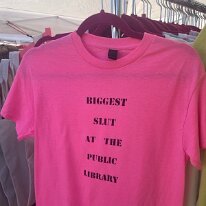 BIGGEST
SLUT
AT THE
PUBLIC
LIBRARY